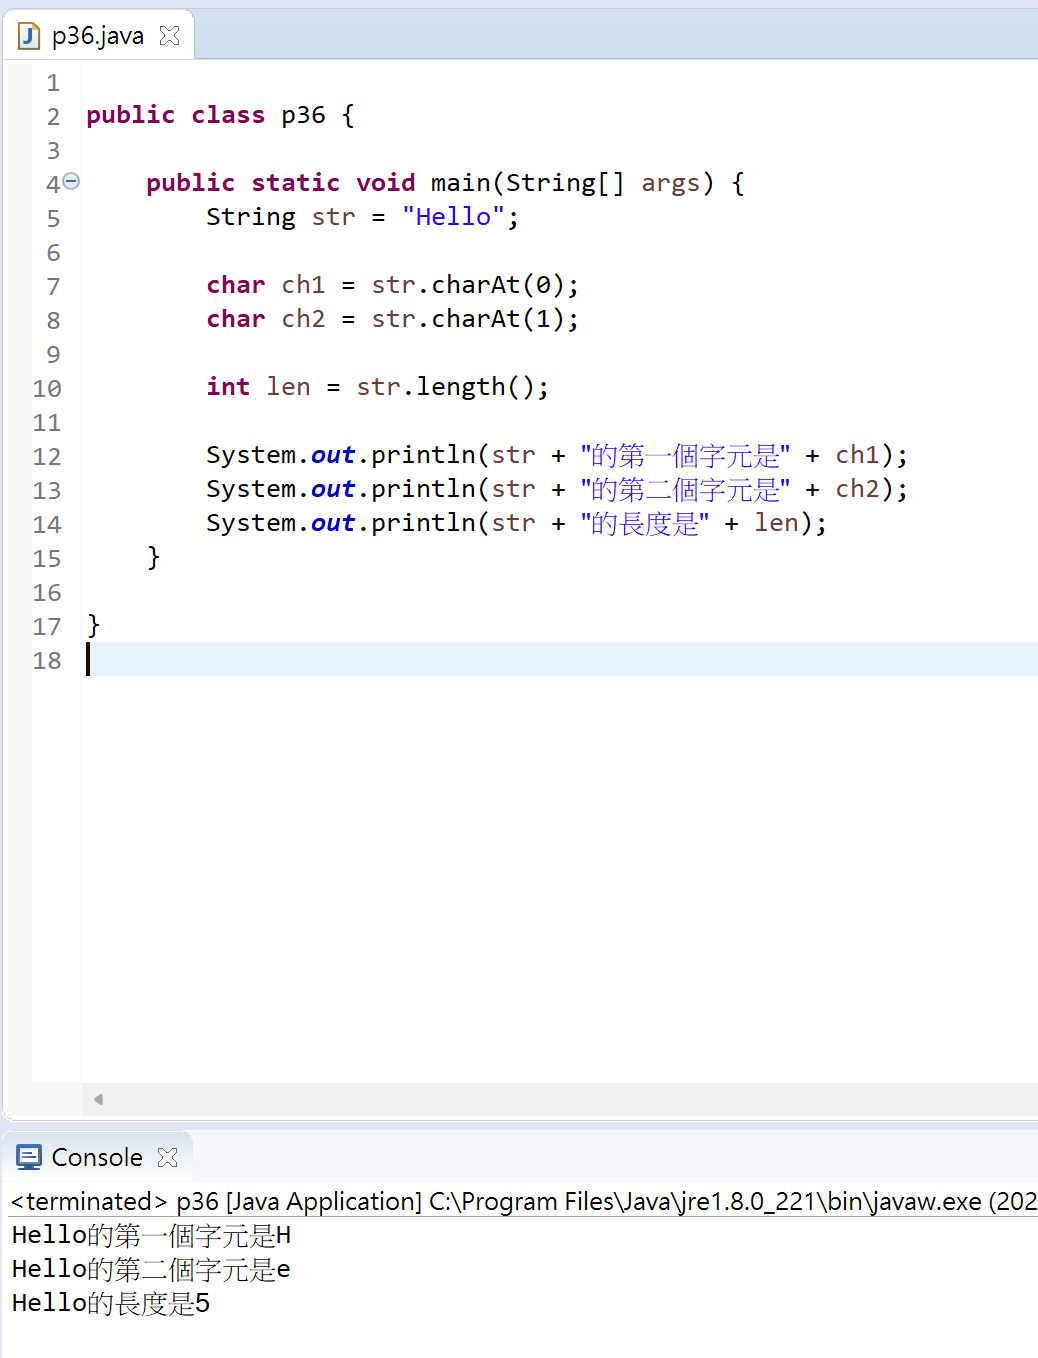 p36.java
1
2 public class p36 {
3
4 public static void main(String[] args) {
5 String str = "Hello";
6
7 char ch1 = str.charAt(0);
8 char ch2 = str.charAt(1);
9
10 int len = str.length();
11
12 System.out.println(str + "的第一個字元是" + ch1);
13 System.out.println(str + "的第二個字元是" + ch2);
14 System.out.println(str + "的長度是" + len);
15 }
16
17 }
18
Console
<terminated> p36 [Java Application] C:\Program Files\Java\jre1.8.0_221\bin\javaw.exe (202
Hello的第一個字元是H
Hello的第二個字元是e
Hello的長度是5